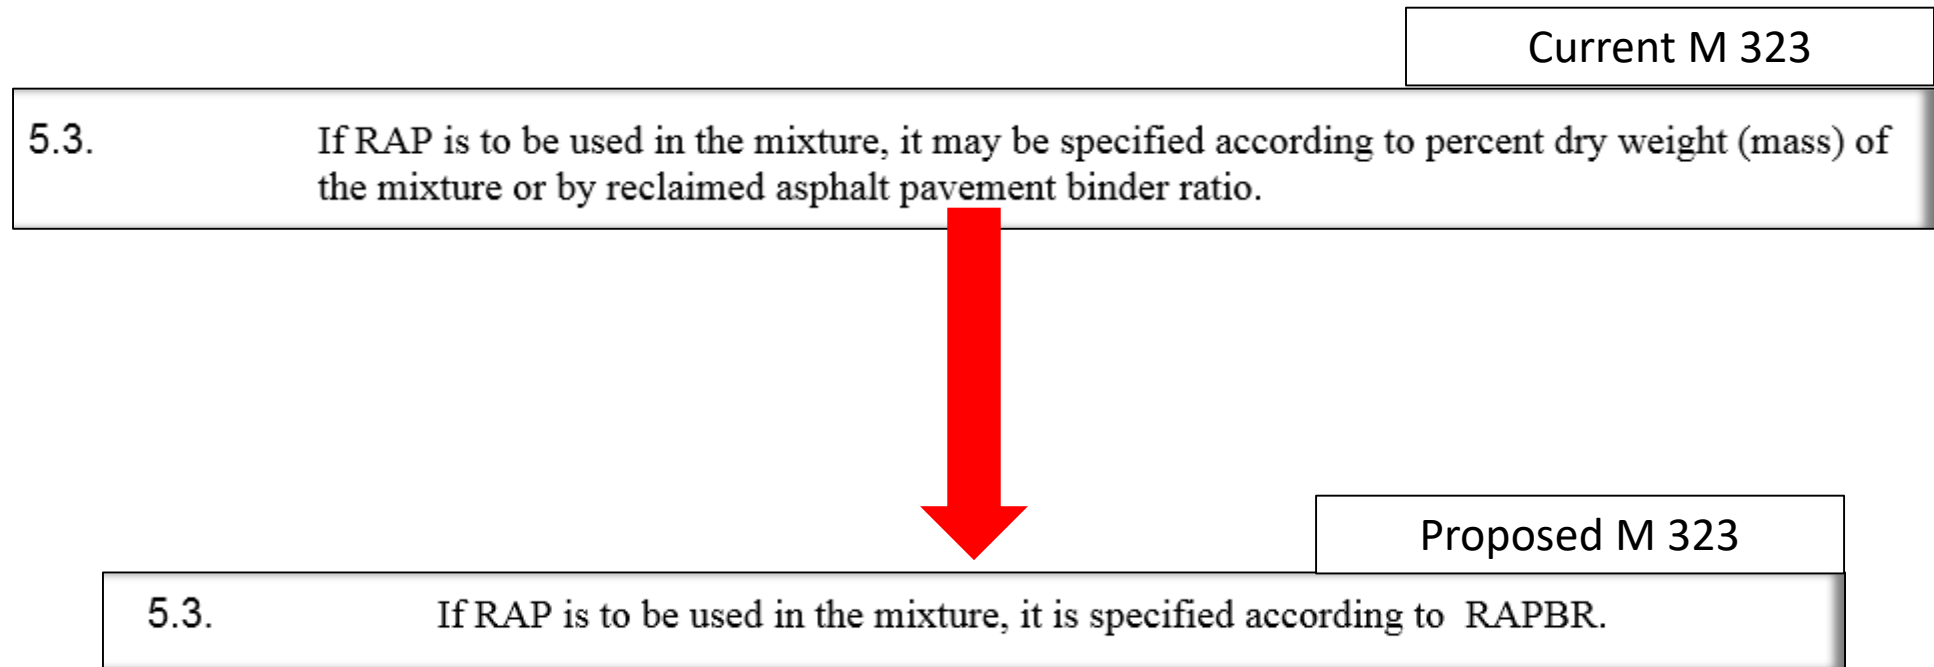 Current M 323
5.3. If RAP is to be used in the mixture, it may be specified according to percent dry weight (mass) of
the mixture or by reclaimed asphalt pavement binder ratio.
Proposed M 323
5.3. If RAP is to be used in the mixture, it is specified according to RAPBR.